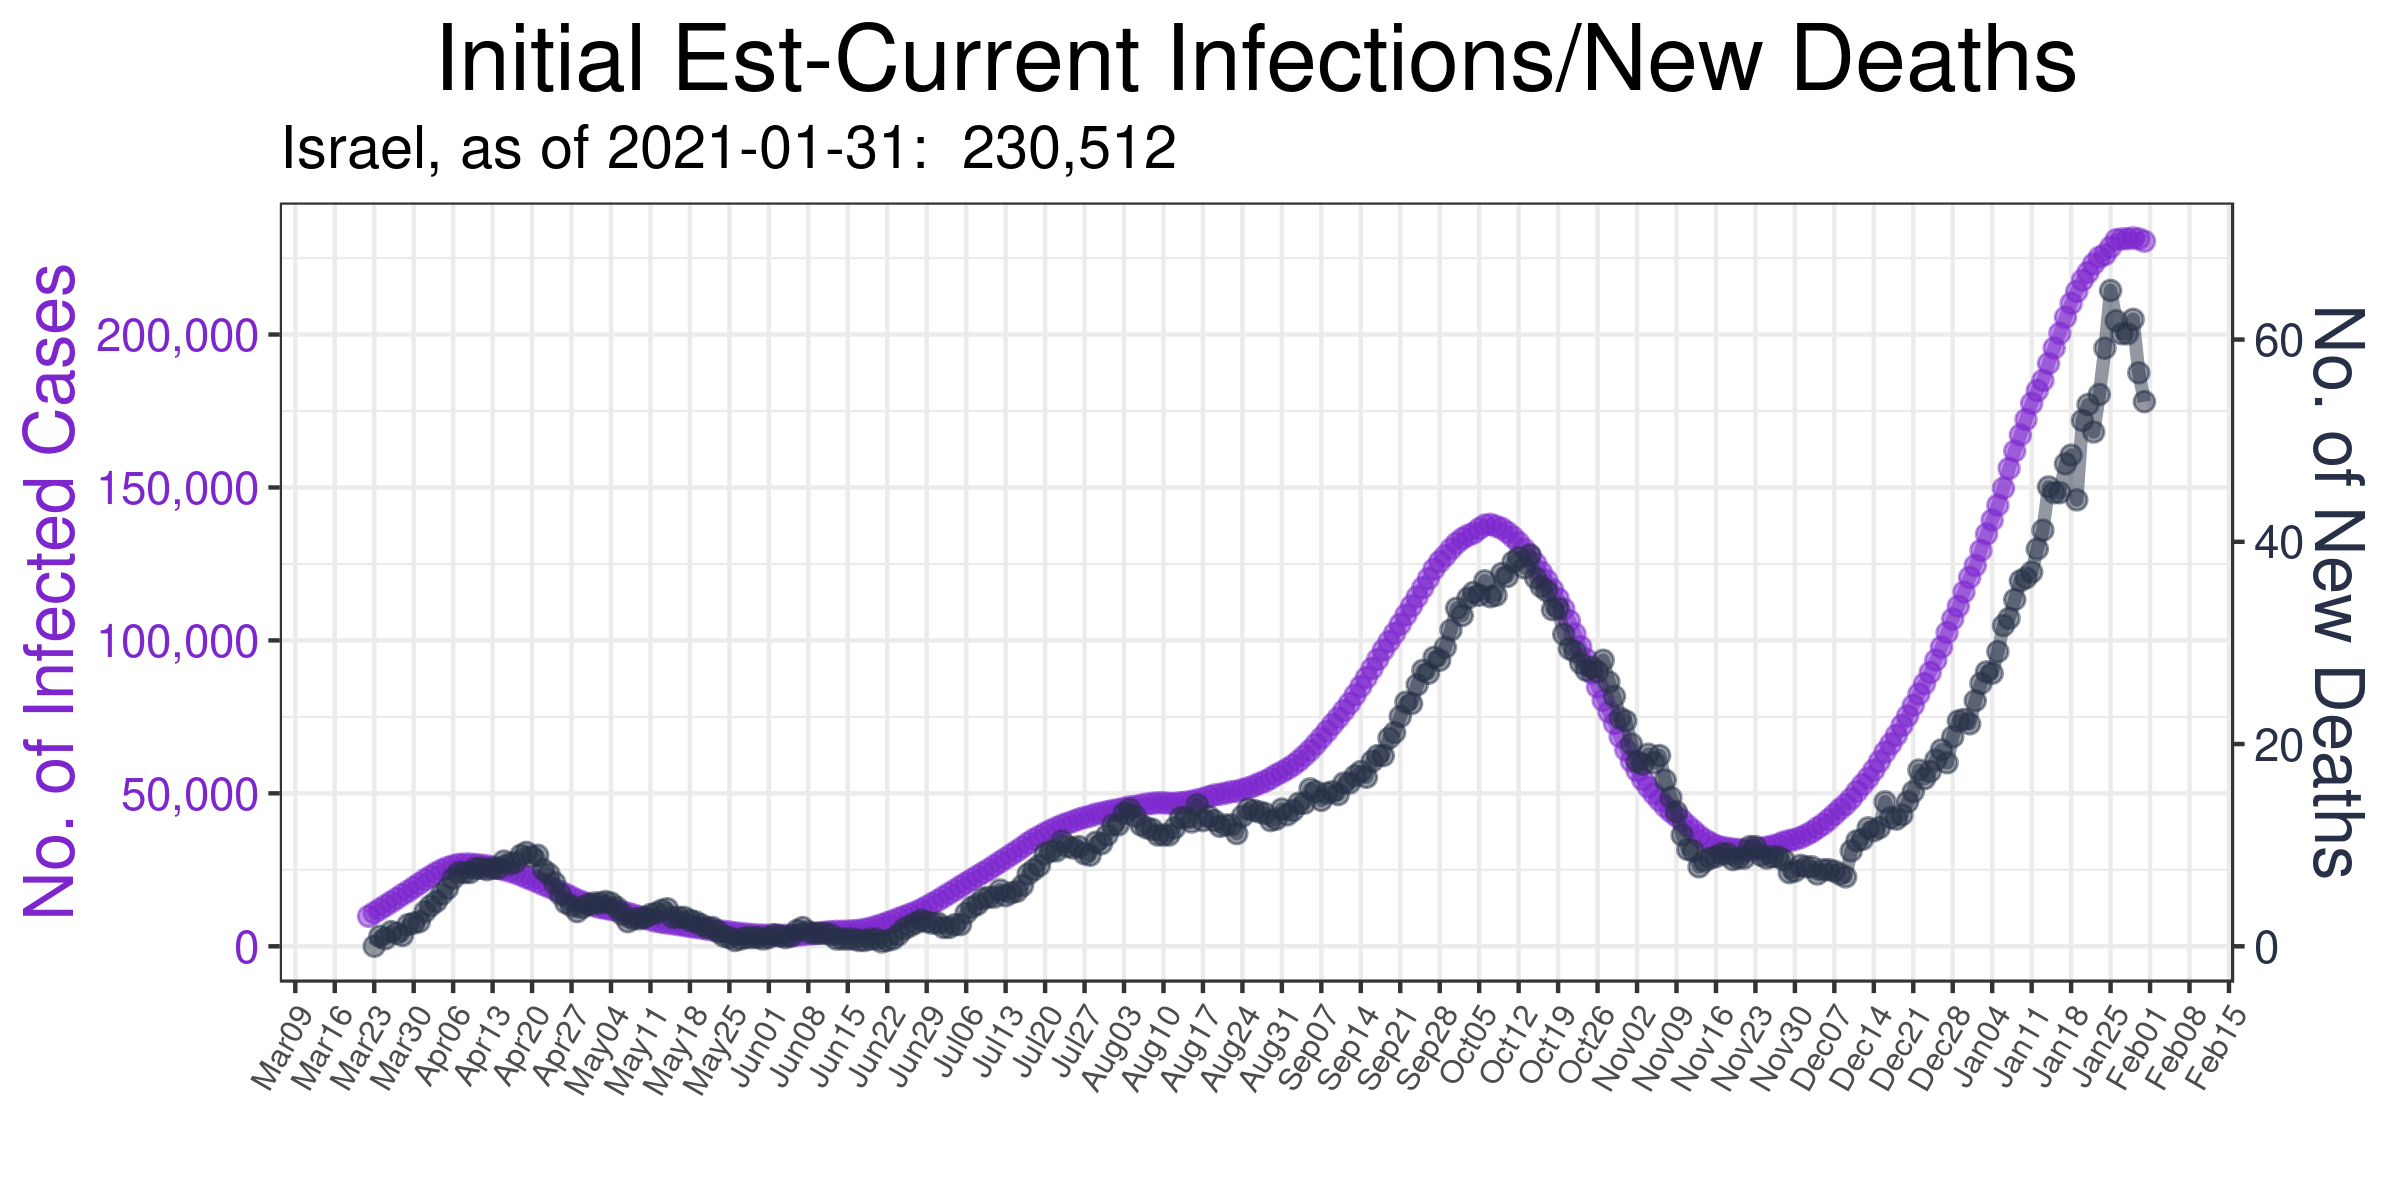 Initial Est-Current Infections/New Deaths
Israel, as of 2021-01-31: 230,512
No. of Infected Cases
200,000
150,000
100,000
50,000
0
60
40
20
0
No. of New Deaths
Mar09
Mar16
Mar23
Mar30
Apr06
Apr13
Apr20
Apr27
May04
May11
May18
May25
Jun01
Jun08
Jun15
Jun22
Jun29
Jul06
Jul13
Jul20
Jul27
Aug03
Aug10
Aug17
Aug24
Aug31
Sep07
Sep14
Sep21
Sep28
Oct05
Oct12
Oct19
Oct26
Nov02
Nov09
Nov16
Nov23
Nov30
Dec07
Dec14
Dec21
Dec28
Jan04
Jan11
Jan18
Jan25
Feb01
Feb08
Feb15